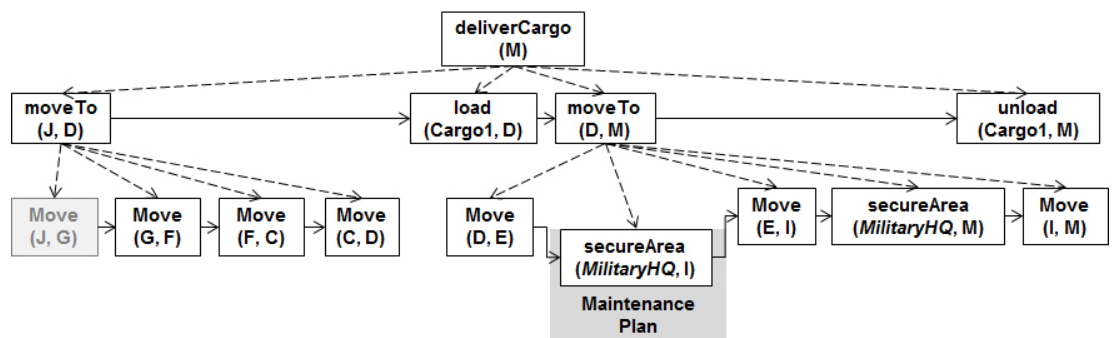 deliverCargo
(M)
moveTo
(J, D)
load
(Cargo1, D)
moveTo
(D, M)
unload
(Cargo1, M)
Move
(J, G)
Move
(G, F)
Move
(F, C)
Move
(C, D)
Move
(D, E)
secureArea
(MilitaryHQ, I)
Maintenance
Plan
Move
(E, I)
secureArea
(MilitaryHQ, M)
Move
(I, M)